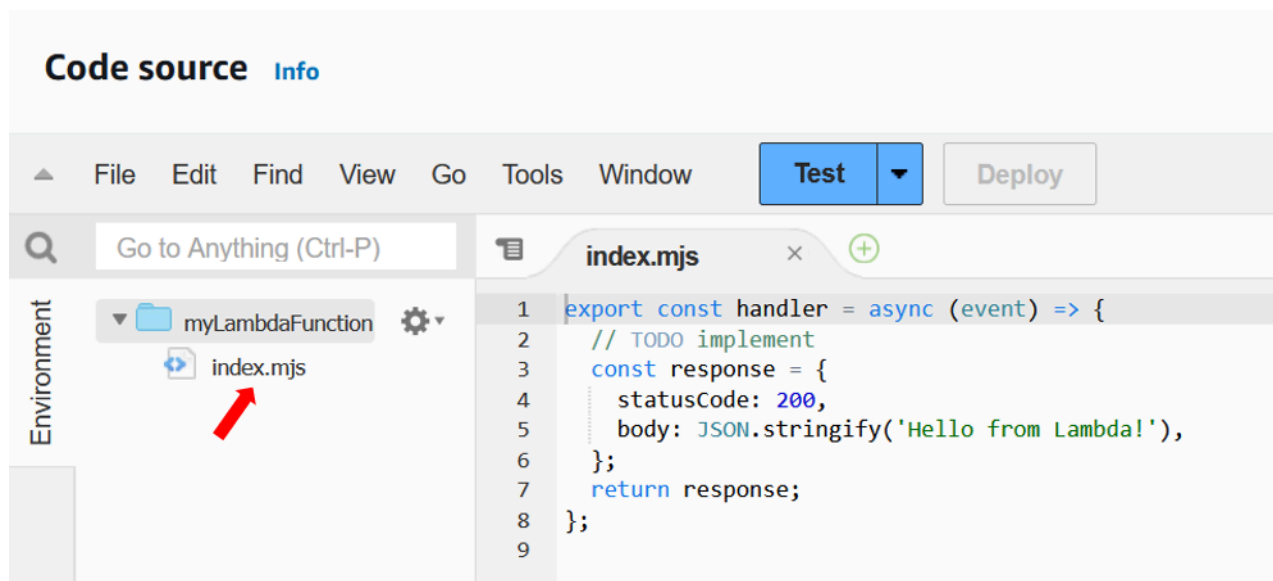 Code source Info
File Edit Find View Go Tools Window Test Deploy
Go to Anything (Ctrl-P)
index.mjs
Environment
myLambdaFunction
index.mjs
1 export const handler = async (event) => {
2 // TODO implement
3 const response = {
4 statusCode: 200,
5 body: JSON.stringify('Hello from Lambda!'),
6 };
7 return response;
8 };
9